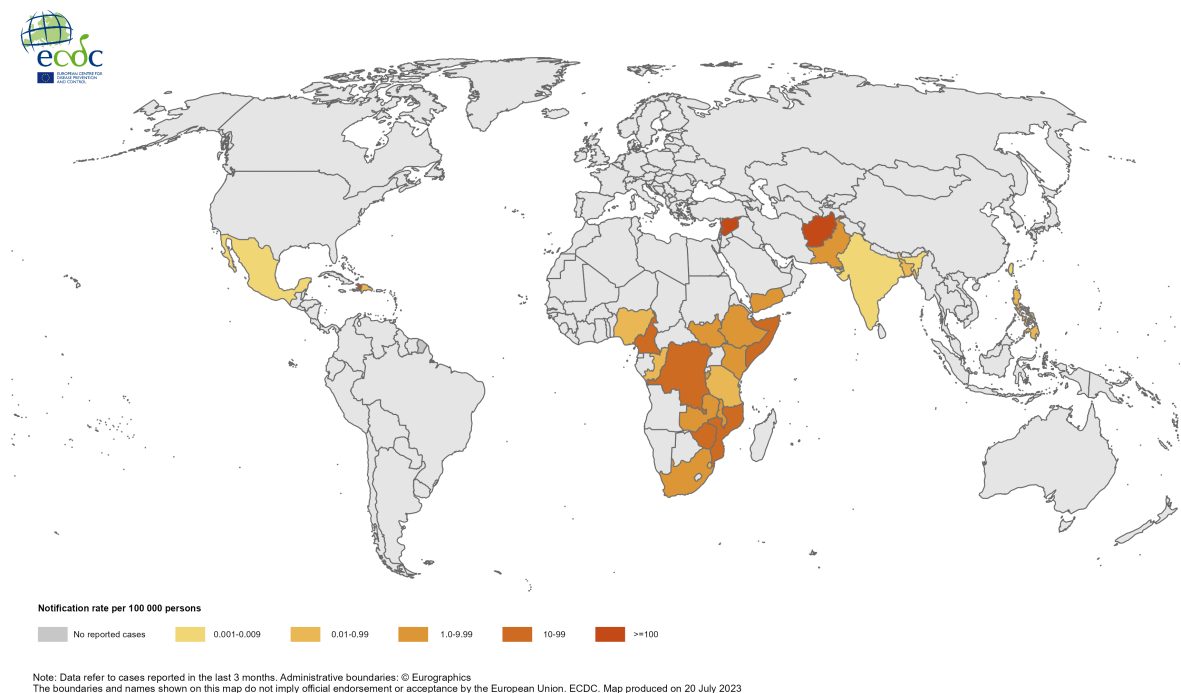 ecdc
EUROPEAN CENTRE FOR
DISEASE PREVENTION
AND CONTROL
Notification rate per 100 000 persons
No reported cases
0.001-0.009
0.01-0.99
1.0-9.99
10-99
>=100
Note: Data refer to cases reported in the last 3 months. Administrative boundaries: © Eurographics
The boundaries and names shown on this map do not imply official endorsement or acceptance by the European Union. ECDC. Map produced on 20 July 2023